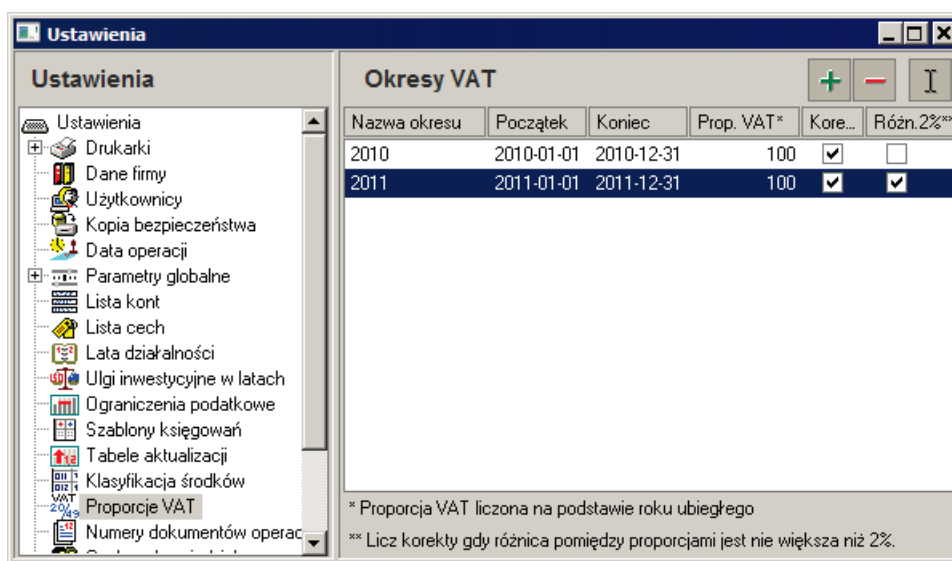 Ustawienia
Ustawienia
Ustawienia
Drukarki
Dane firmy
Użytkownicy
Kopia bezpieczeństwa
Data operacji
Parametry globalne
Lista kont
Lista cech
Lata działalności
Ulgi inwestycyjne w latach
Ograniczenia podatkowe
Szablony księgowań
Tabele aktualizacji
Klasyfikacja środków
Proporcje VAT
Numery dokumentów operac
Okresy VAT
Nazwa okresu Początek Koniec Prop. VAT* Kore... Różn.2%**
2010 2010-01-01 2010-12-31 100
2011 2011-01-01 2011-12-31 100
* Proporcja VAT liczona na podstawie roku ubiegłego
** Licz korekty gdy różnica pomiędzy proporcjami jest nie większa niż 2%.